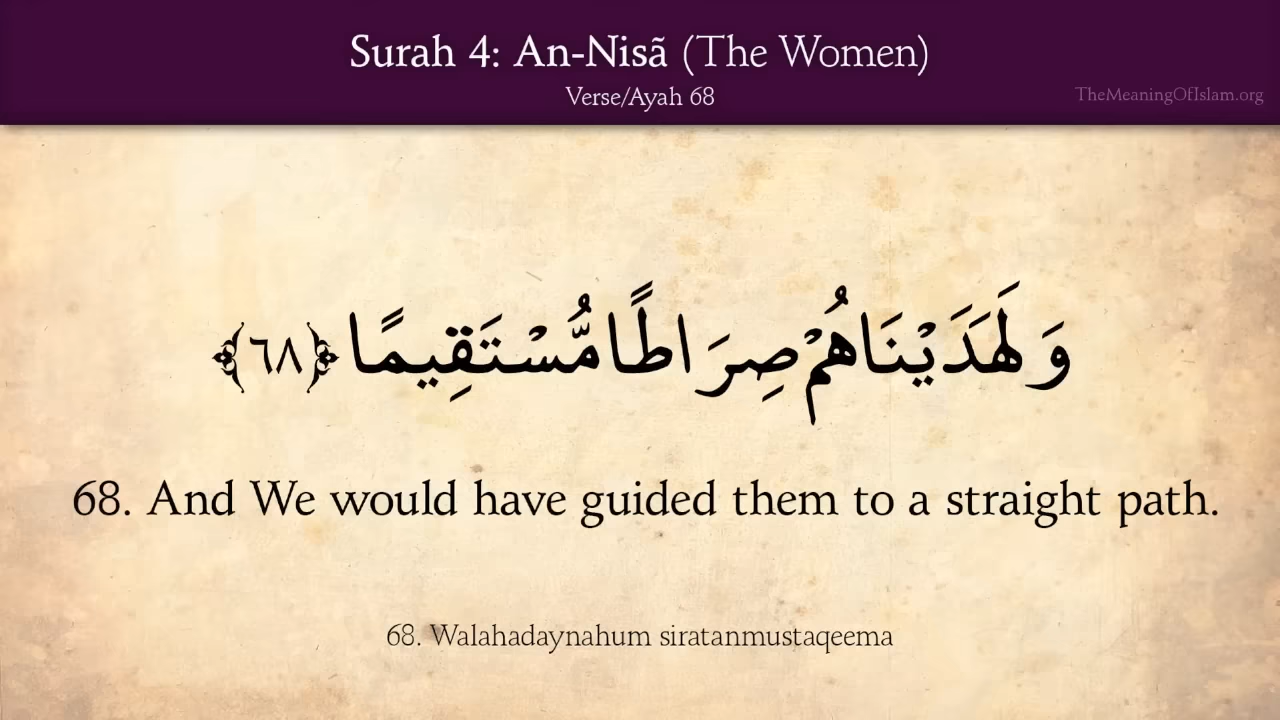 Surah 4: An-Nisã (The Women)
Verse/Ayah 68
TheMeaningOfIslam.org
وَلَهَدَيْنَاهُمْ صِرَاطًا مُّسْتَقِيمًا ﴿٦٨﴾
68. And We would have guided them to a straight path.
68. Walahadaynahum siratanmustaqeema